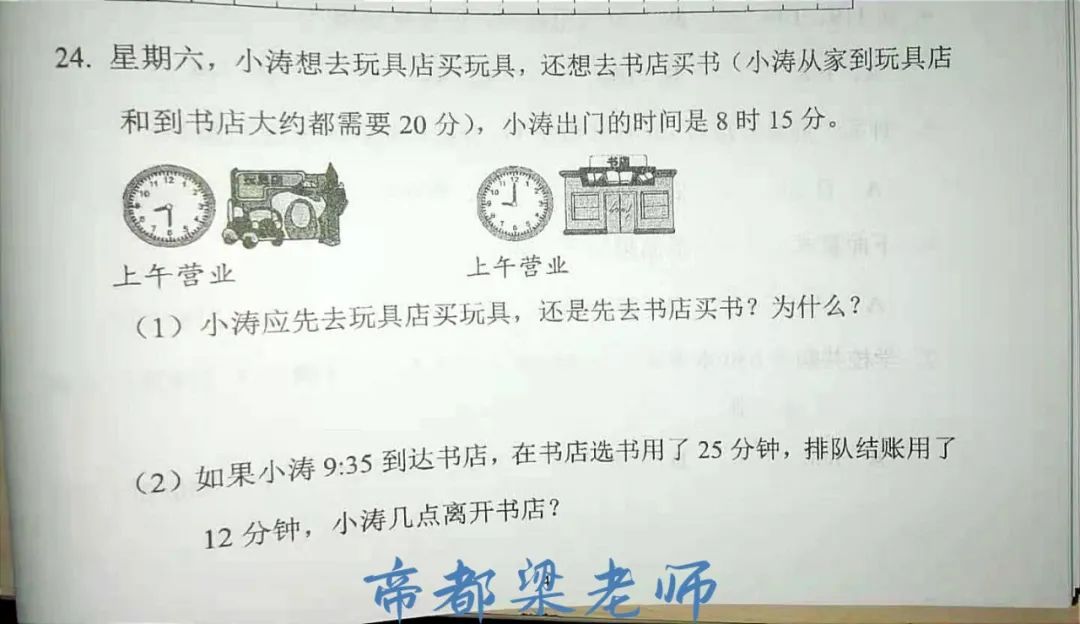 24. 星期六，小涛想去玩具店买玩具，还想去书店买书（小涛从家到玩具店
和到书店大约都需要 20 分），小涛出门的时间是 8 时 15 分。
书店
上午营业
上午营业
（1）小涛应先去玩具店买玩具，还是先去书店买书？为什么？
（2）如果小涛 9:35 到达书店，在书店选书用了 25 分钟，排队结账用了
12 分钟，小涛几点离开书店？
帝都梁老师